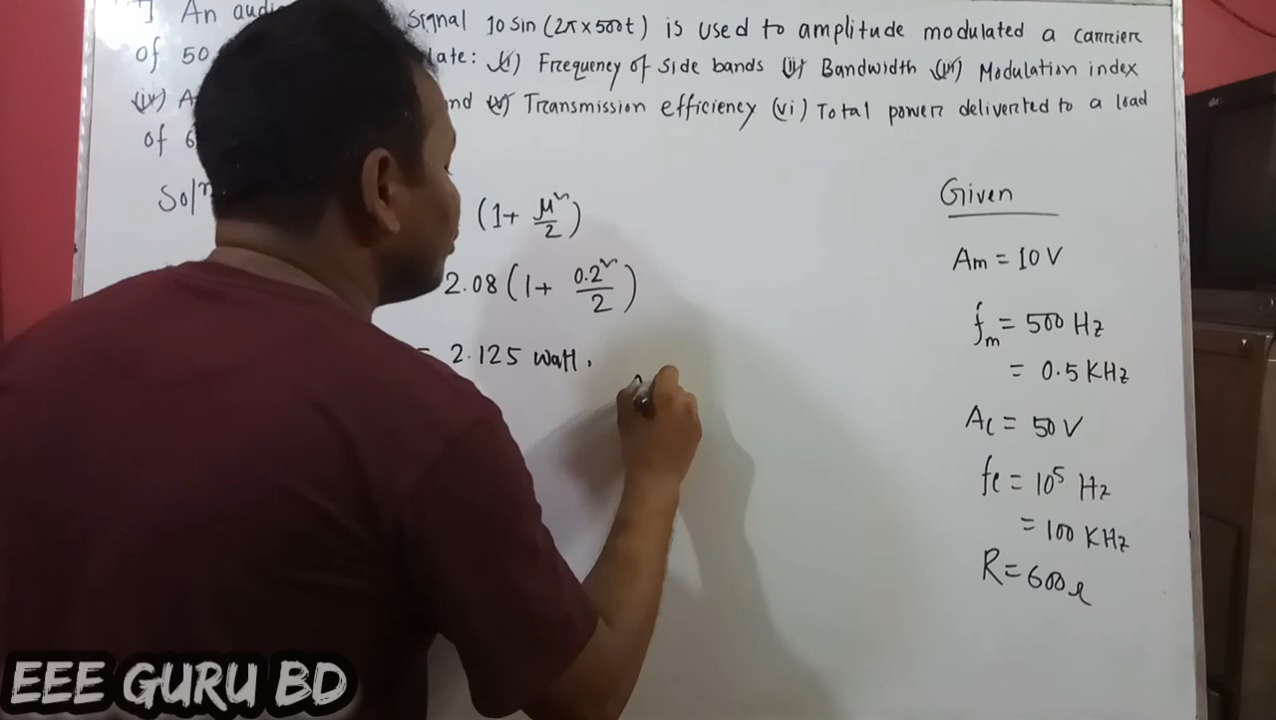 An signal 10 sin (2π×500t) is used to amplitude modulated a carrier
of 50 late: (i) Frequency of side bands (ii) Bandwidth (iii) Modulation index
(iv) A nd (v) Transmission efficiency (vi) Total power delivered to a load
of 6
Solⁿ
(1+ μ²/2)
2.08 (1+ 0.2²/2)
= 2.125 watt.
Given
Am = 10 V
fm = 500 Hz
= 0.5 KHz
Ac = 50 V
fc = 10⁵ Hz
= 100 KHz
R = 600Ω
EEE GURU BD